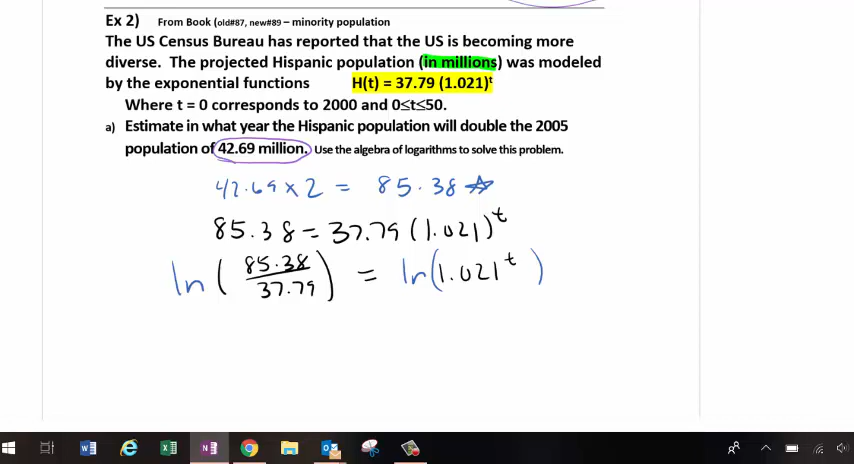 Ex 2) From Book (old#87, new#89 – minority population
The US Census Bureau has reported that the US is becoming more
diverse. The projected Hispanic population (in millions) was modeled
by the exponential functions H(t) = 37.79 (1.021)ᵗ
Where t = 0 corresponds to 2000 and 0≤t≤50.
a) Estimate in what year the Hispanic population will double the 2005
population of 42.69 million. Use the algebra of logarithms to solve this problem.
42.69 x 2 = 85.38
85.38 = 37.79 (1.021)ᵗ
ln (85.38/37.79) = ln(1.021ᵗ)